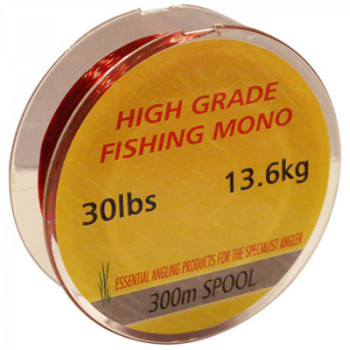 HIGH GRADE
FISHING MONO
30lbs 13.6kg
ESSENTIAL ANGLING PRODUCTS FOR THE SPECIALIST ANGLER
300m SPOOL